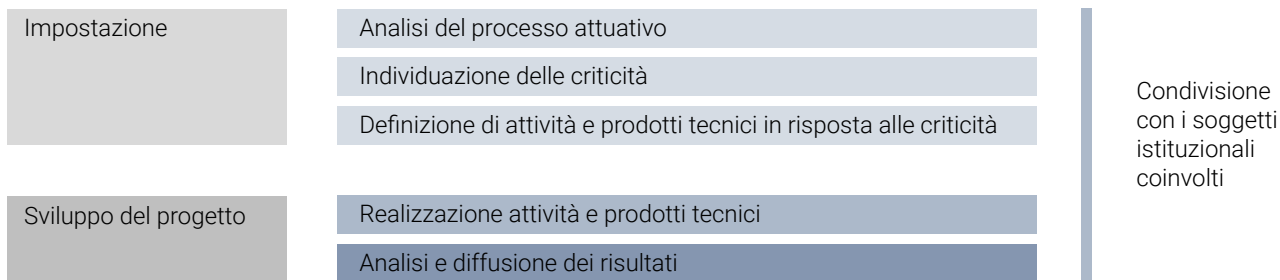 Impostazione
Analisi del processo attuativo
Individuazione delle criticità
Definizione di attività e prodotti tecnici in risposta alle criticità
Sviluppo del progetto
Realizzazione attività e prodotti tecnici
Analisi e diffusione dei risultati
Condivisione
con i soggetti
istituzionali
coinvolti